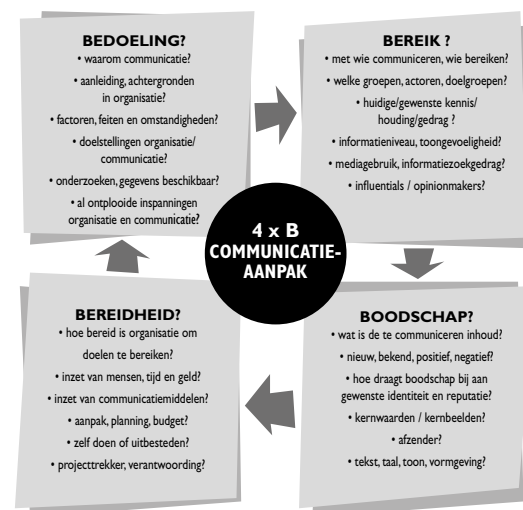 BEDOELING?
• waarom communicatie?
• aanleiding, achtergronden
in organisatie?
• factoren, feiten en omstandigheden?
• doelstellingen organisatie/
communicatie?
• onderzoeken, gegevens beschikbaar?
• al ontplooide inspanningen
organisatie en communicatie?
BEREIK ?
• met wie communiceren, wie bereiken?
• welke groepen, actoren, doelgroepen?
• huidige/gewenste kennis/
houding/gedrag ?
• informatieniveau, toongevoeligheid?
• mediagebruik, informatiezoekgedrag?
• influentials / opinionmakers?
4 x B
COMMUNICATIE-
AANPAK
BEREIDHEID?
• hoe bereid is organisatie om
doelen te bereiken?
• inzet van mensen, tijd en geld?
• inzet van communicatiemiddelen?
• aanpak, planning, budget?
• zelf doen of uitbesteden?
• projecttrekker, verantwoording?
BOODSCHAP?
• wat is de te communiceren inhoud?
• nieuw, bekend, positief, negatief?
• hoe draagt boodschap bij aan
gewenste identiteit en reputatie?
• kernwaarden / kernbeelden?
• afzender?
• tekst, taal, toon, vormgeving?